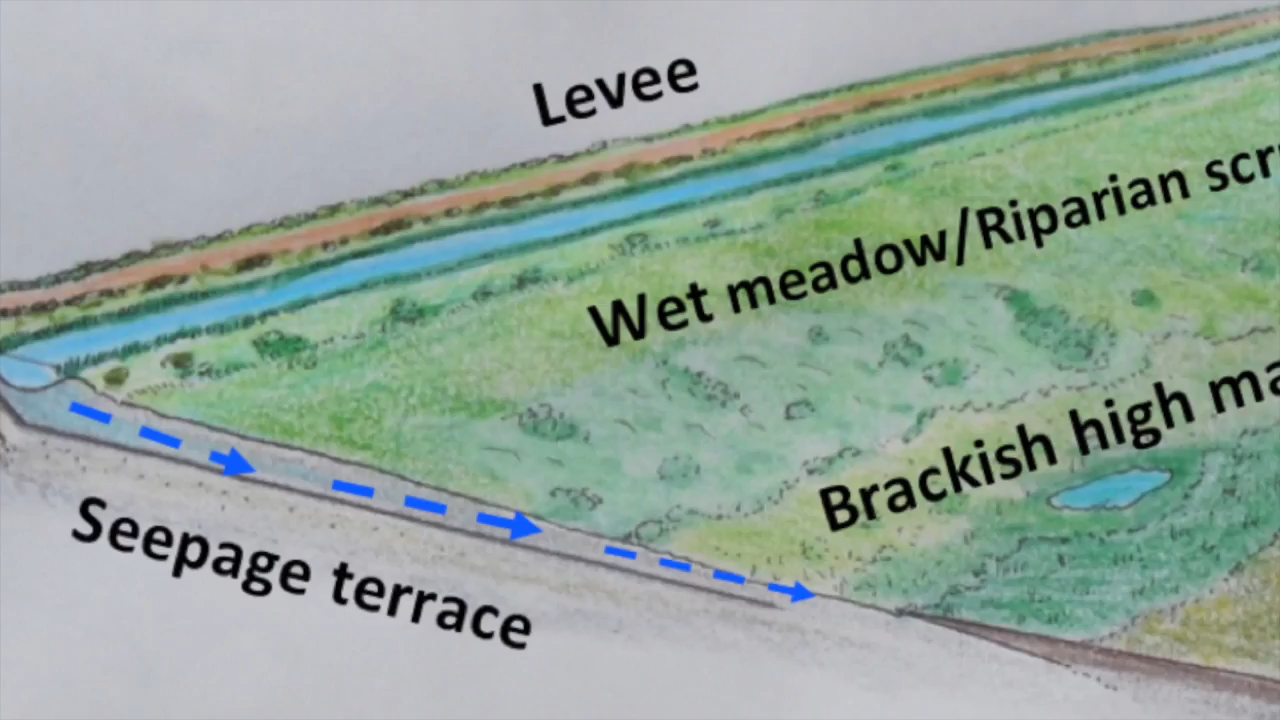 Levee
Wet meadow/Riparian
Brackish high
Seepage terrace